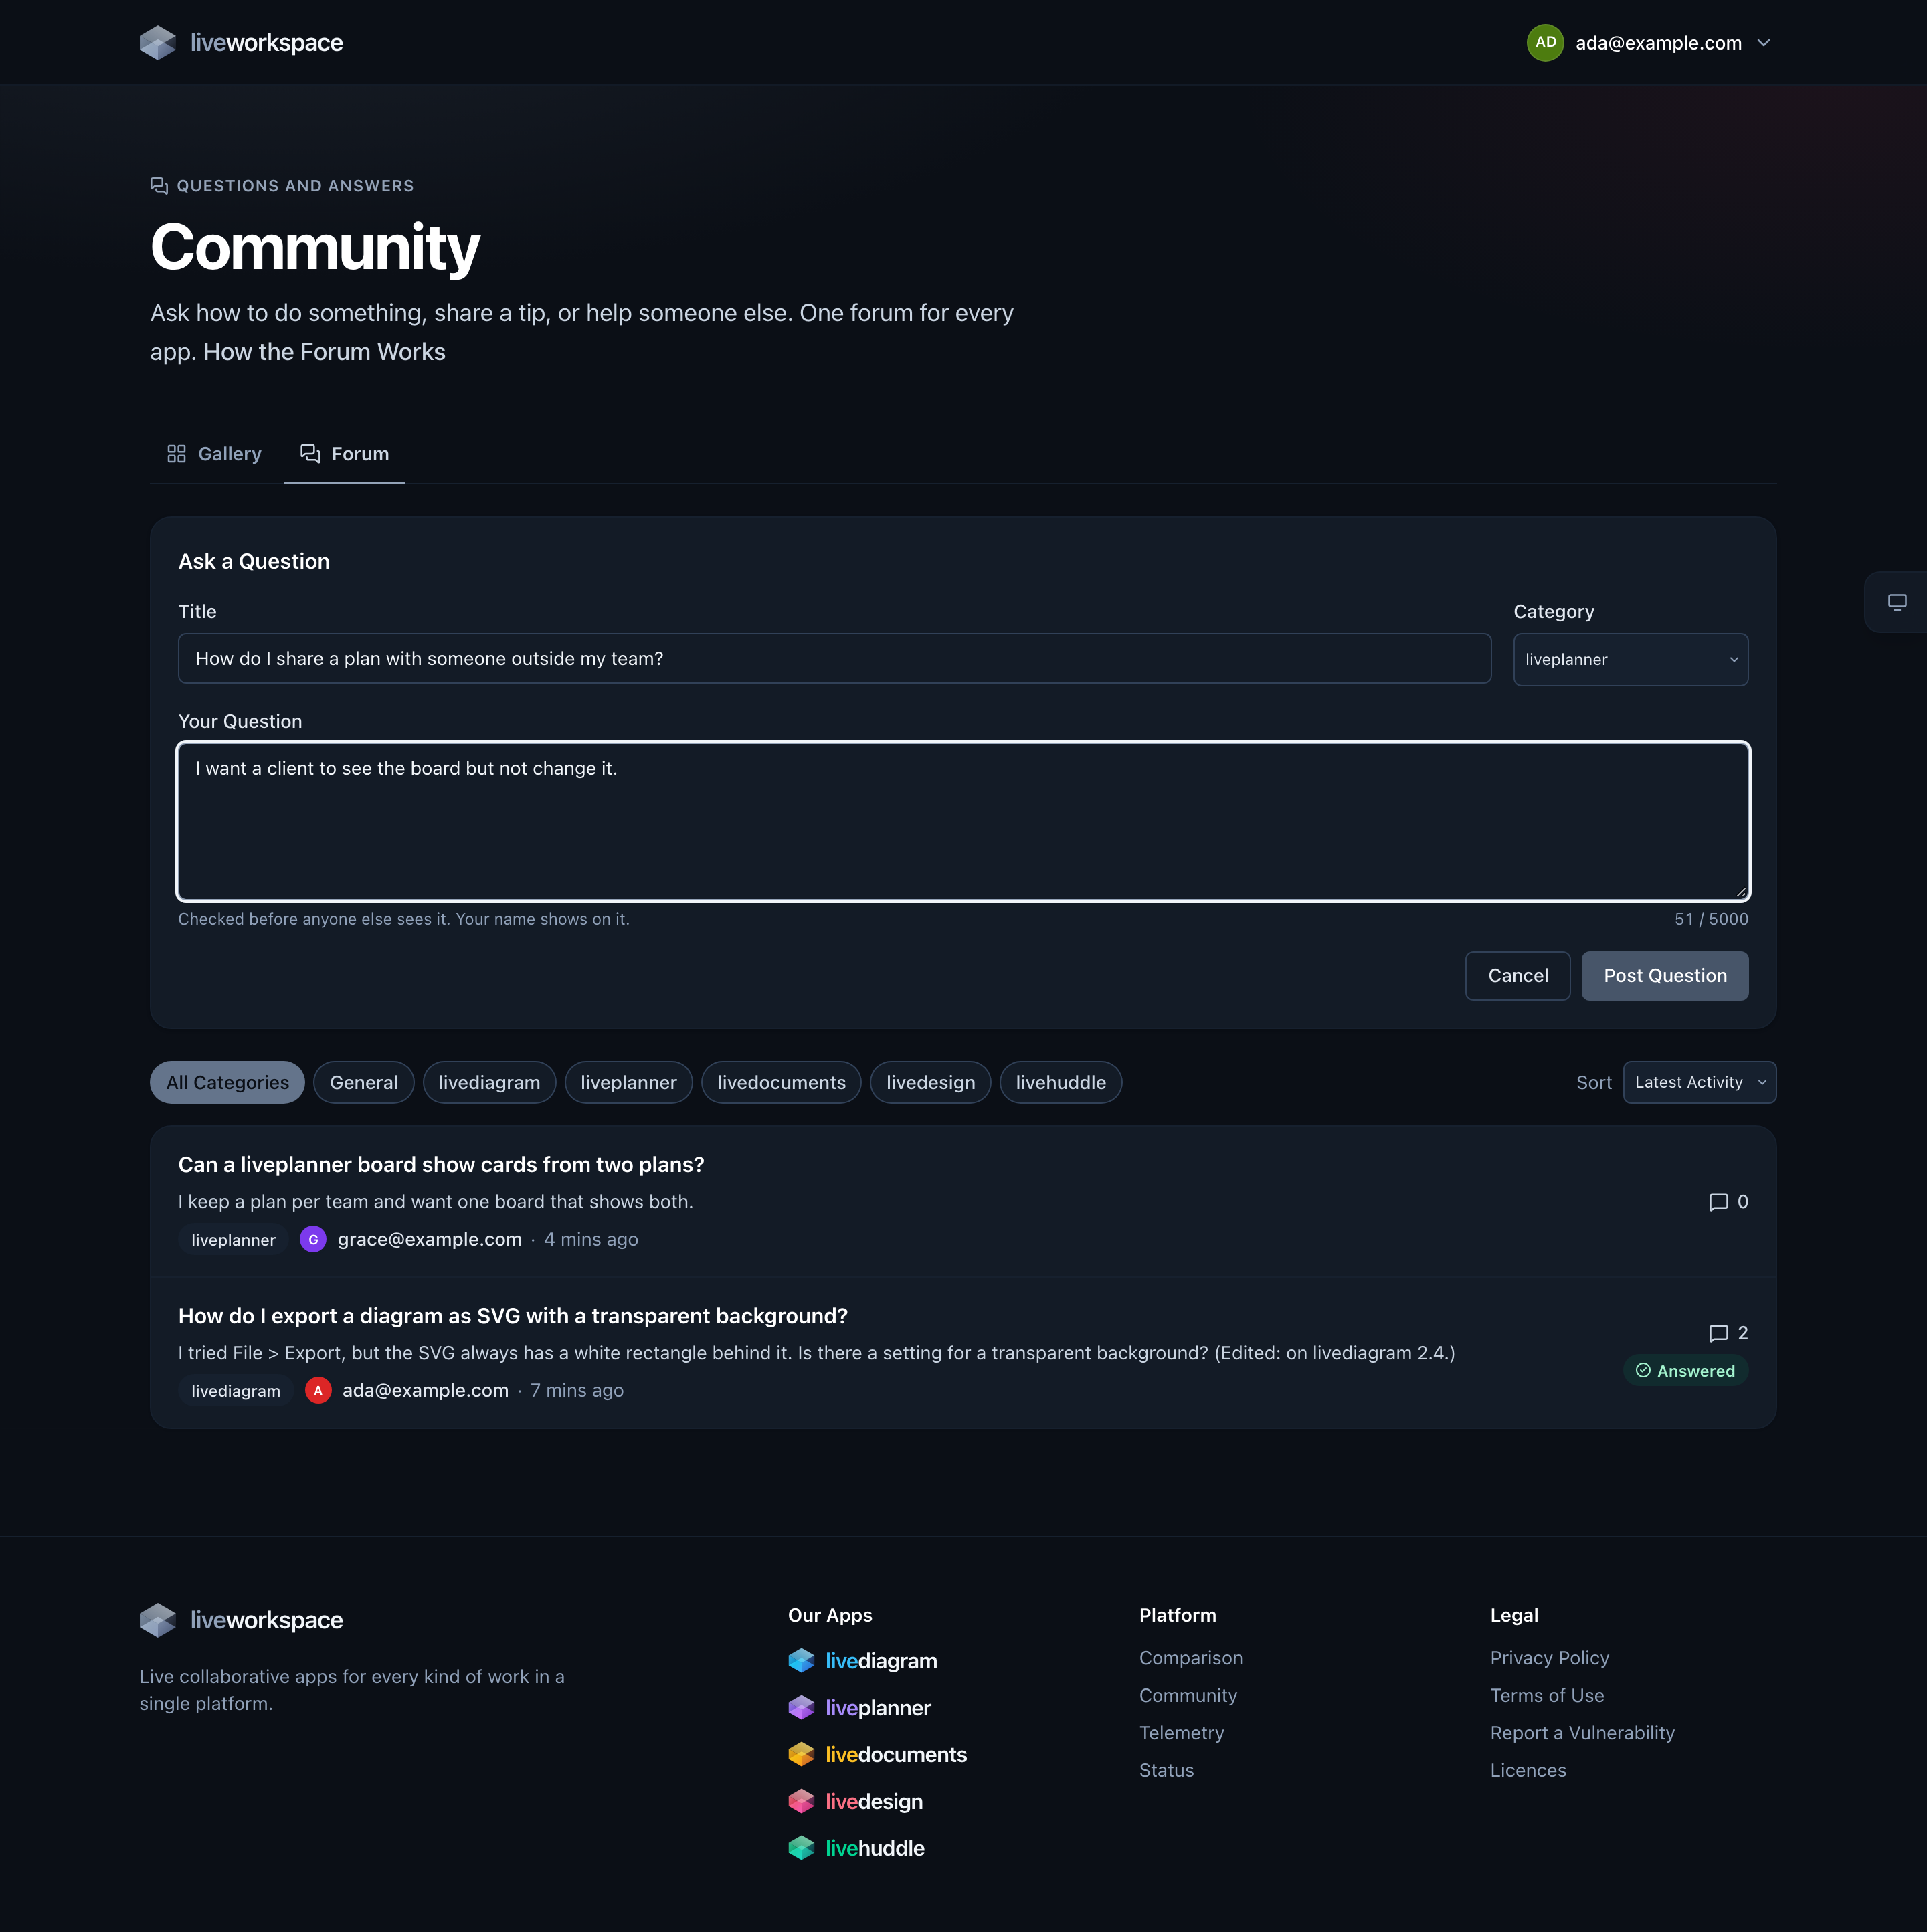 liveworkspace
AD ada@example.com
QUESTIONS AND ANSWERS
Community
Ask how to do something, share a tip, or help someone else. One forum for every
app. How the Forum Works
Gallery Forum
Ask a Question
Title Category
How do I share a plan with someone outside my team? liveplanner
Your Question
I want a client to see the board but not change it.
Checked before anyone else sees it. Your name shows on it. 51 / 5000
Cancel Post Question
All Categories General livediagram liveplanner livedocuments livedesign livehuddle Sort Latest Activity
Can a liveplanner board show cards from two plans?
I keep a plan per team and want one board that shows both. 0
liveplanner G grace@example.com · 4 mins ago
How do I export a diagram as SVG with a transparent background?
2
I tried File > Export, but the SVG always has a white rectangle behind it. Is there a setting for a transparent background? (Edited: on livediagram 2.4.)
Answered
livediagram A ada@example.com · 7 mins ago
liveworkspace
Live collaborative apps for every kind of work in a
single platform.
Our Apps
livediagram
liveplanner
livedocuments
livedesign
livehuddle
Platform
Comparison
Community
Telemetry
Status
Legal
Privacy Policy
Terms of Use
Report a Vulnerability
Licences